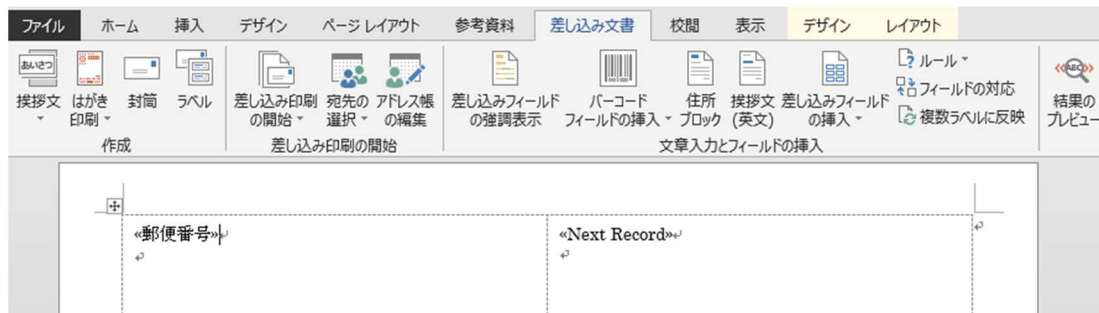 ファイル ホーム 挿入 デザイン ページ レイアウト 参考資料 差し込み文書 校閲 表示 デザイン レイアウト
あいさつ
挨拶文
はがき
印刷
封筒
ラベル
作成
差し込み印刷
の開始
宛先の
選択
アドレス帳
の編集
差し込み印刷の開始
差し込みフィールド
の強調表示
バーコード
フィールドの挿入
住所
ブロック
挨拶文
(英文)
差し込みフィールド
の挿入
ルール
フィールドの対応
複数ラベルに反映
文章入力とフィールドの挿入
«ABC»
結果の
プレビュー
«郵便番号»
«Next Record»